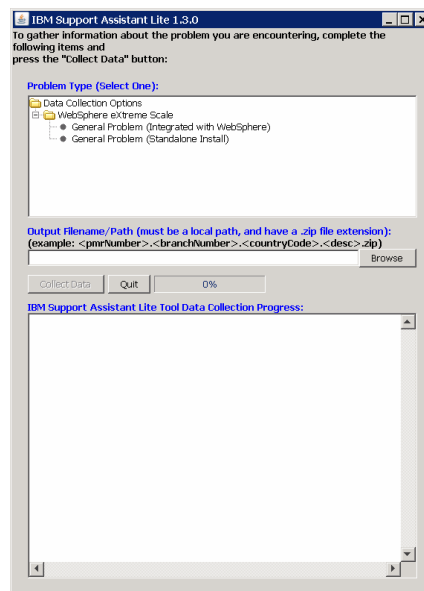 IBM Support Assistant Lite 1.3.0
To gather information about the problem you are encountering, complete the
following items and
press the "Collect Data" button:
Problem Type (Select One):
Data Collection Options
WebSphere eXtreme Scale
General Problem (Integrated with WebSphere)
General Problem (Standalone Install)
Output Filename/Path (must be a local path, and have a .zip file extension):
(example: <pmrNumber>.<branchNumber>.<countryCode>.<desc>.zip)
Browse
Collect Data Quit 0%
IBM Support Assistant Lite Tool Data Collection Progress: